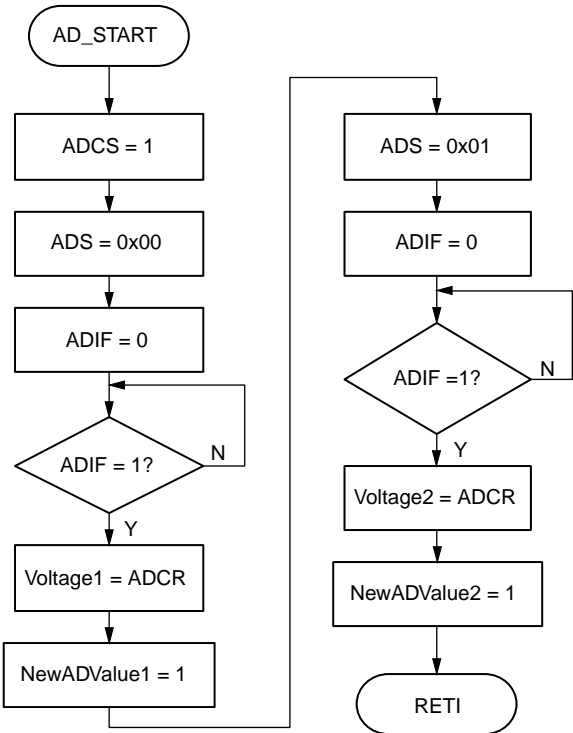 AD_START
ADCS = 1
ADS = 0x00
ADIF = 0
ADIF = 1?
N
Y
Voltage1 = ADCR
NewADValue1 = 1
ADS = 0x01
ADIF = 0
ADIF =1?
N
Y
Voltage2 = ADCR
NewADValue2 = 1
RETI